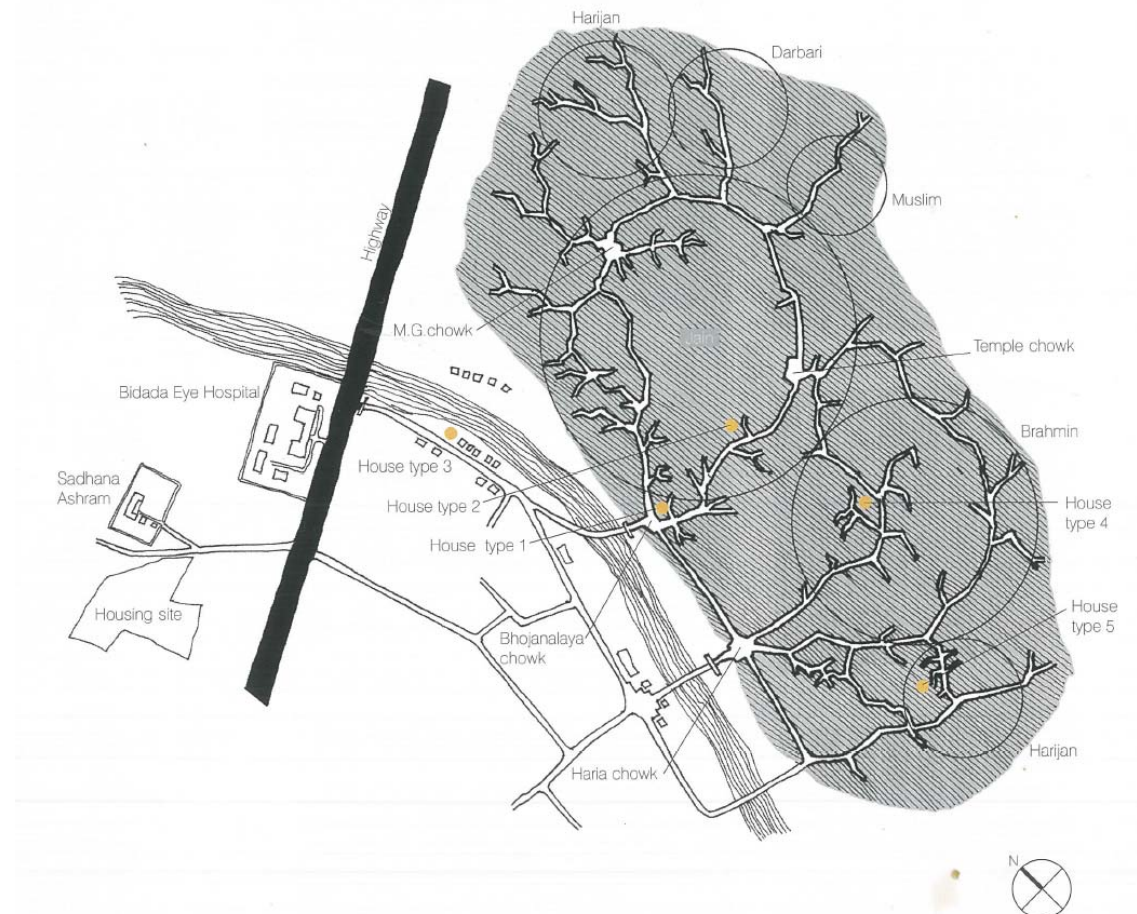 Harijan
Darbari
Muslim
Highway
M.G.chowk
Jain
Temple chowk
Bidada Eye Hospital
Brahmin
House type 3
Sadhana
Ashram
House type 2
House
type 4
House type 1
Housing site
Bhojanalaya
chowk
House
type 5
Haria chowk
Harijan
N